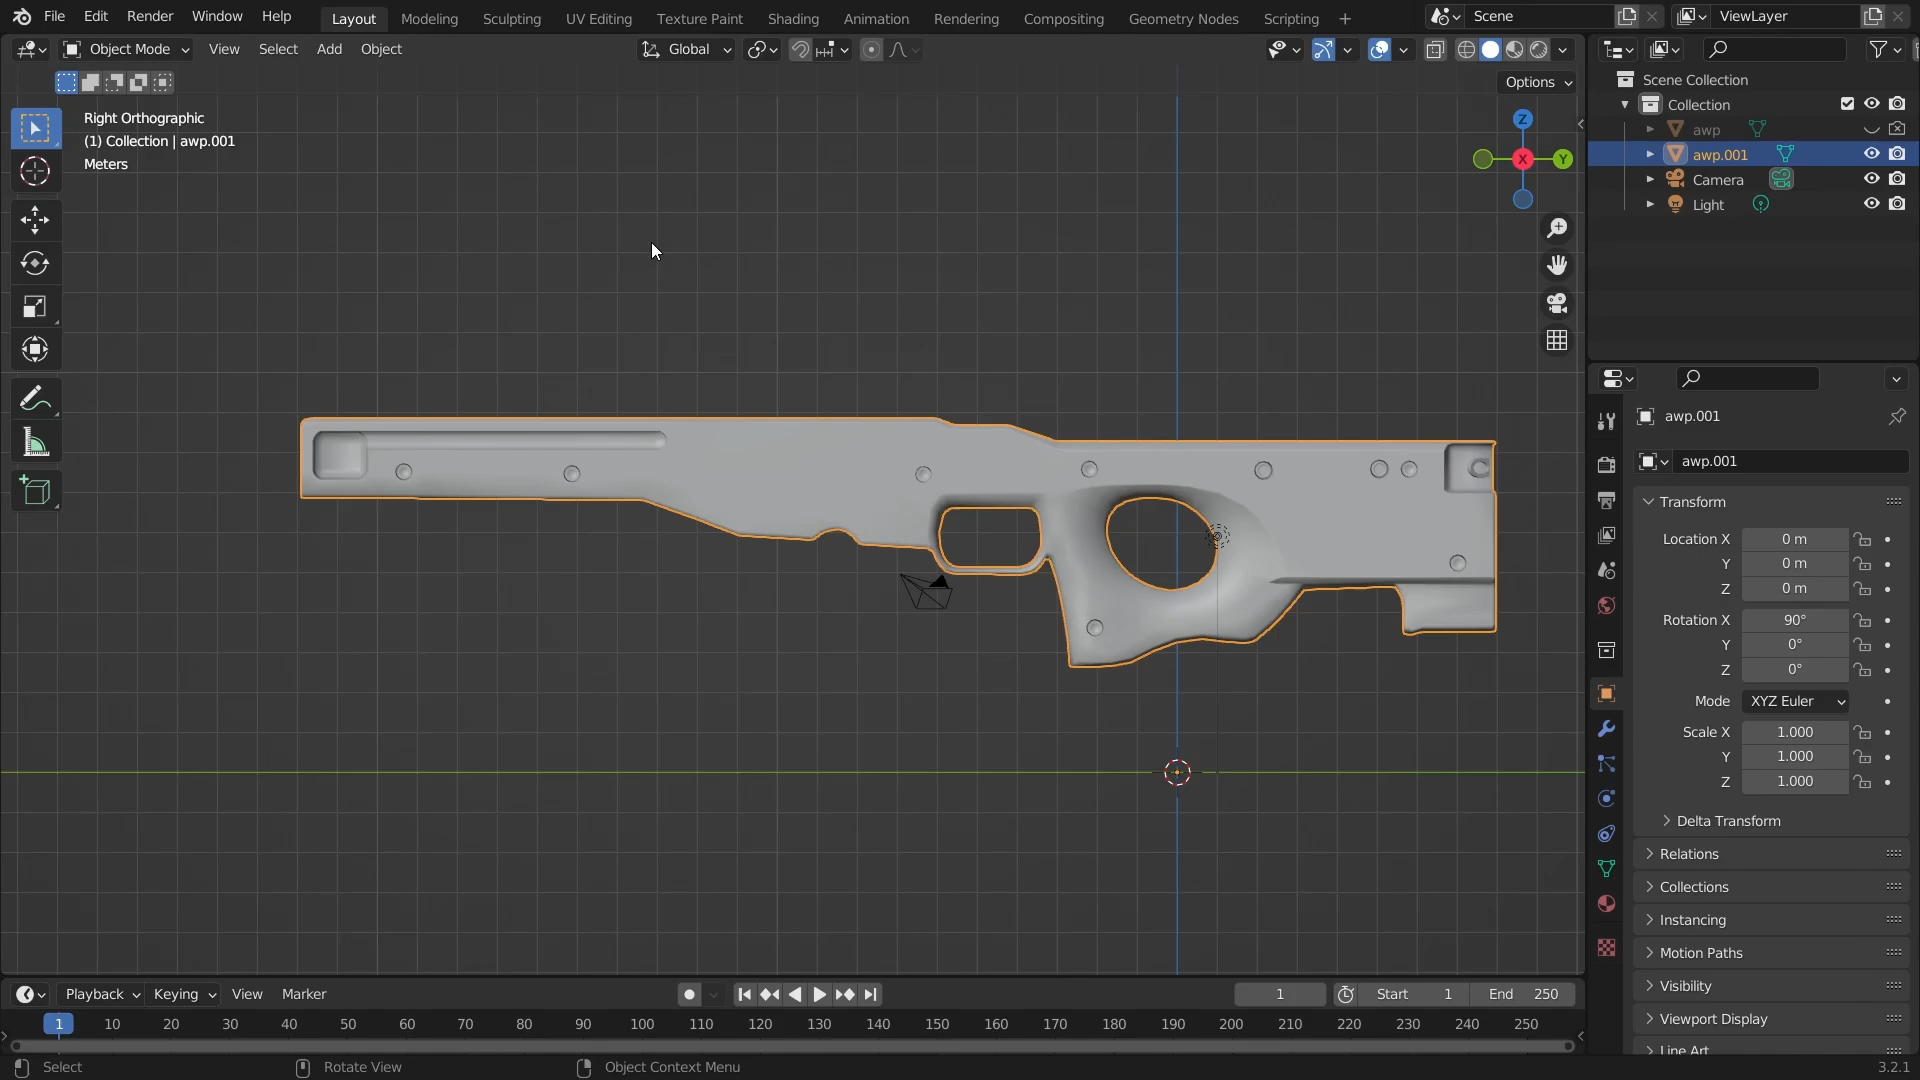 File Edit Render Window Help Layout Modeling Sculpting UV Editing Texture Paint Shading Animation Rendering Compositing Geometry Nodes Scripting + Scene ViewLayer
Object Mode View Select Add Object Global
Options
Right Orthographic
(1) Collection | awp.001
Meters
Z
X Y
Scene Collection
Collection
awp
awp.001
Camera
Light
awp.001
awp.001
Transform
Location X 0 m
Y 0 m
Z 0 m
Rotation X 90°
Y 0°
Z 0°
Mode XYZ Euler
Scale X 1.000
Y 1.000
Z 1.000
Delta Transform
Relations
Collections
Instancing
Motion Paths
Visibility
Viewport Display
Line Art
Playback Keying View Marker 1 Start 1 End 250
1 10 20 30 40 50 60 70 80 90 100 110 120 130 140 150 160 170 180 190 200 210 220 230 240 250
Select Rotate View Object Context Menu 3.2.1